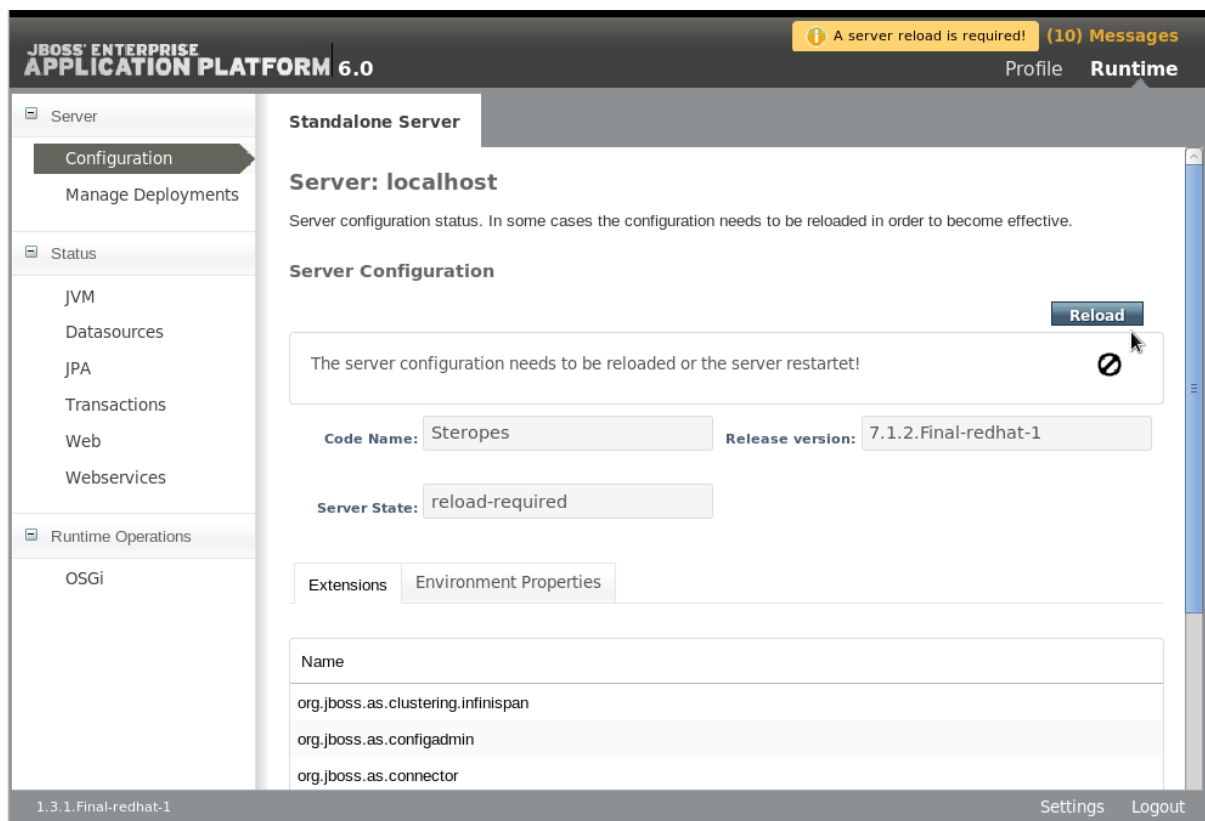 A server reload is required! (10) Messages
JBOSS' ENTERPRISE
APPLICATION PLATFORM 6.0
Profile Runtime
Server
Configuration
Manage Deployments
Status
JVM
Datasources
JPA
Transactions
Web
Webservices
Runtime Operations
OSGi
Standalone Server
Server: localhost
Server configuration status. In some cases the configuration needs to be reloaded in order to become effective.
Server Configuration
Reload
The server configuration needs to be reloaded or the server restartet!
Code Name: Steropes Release version: 7.1.2.Final-redhat-1
Server State: reload-required
Extensions Environment Properties
Name
org.jboss.as.clustering.infinispan
org.jboss.as.configadmin
org.jboss.as.connector
1.3.1.Final-redhat-1 Settings Logout